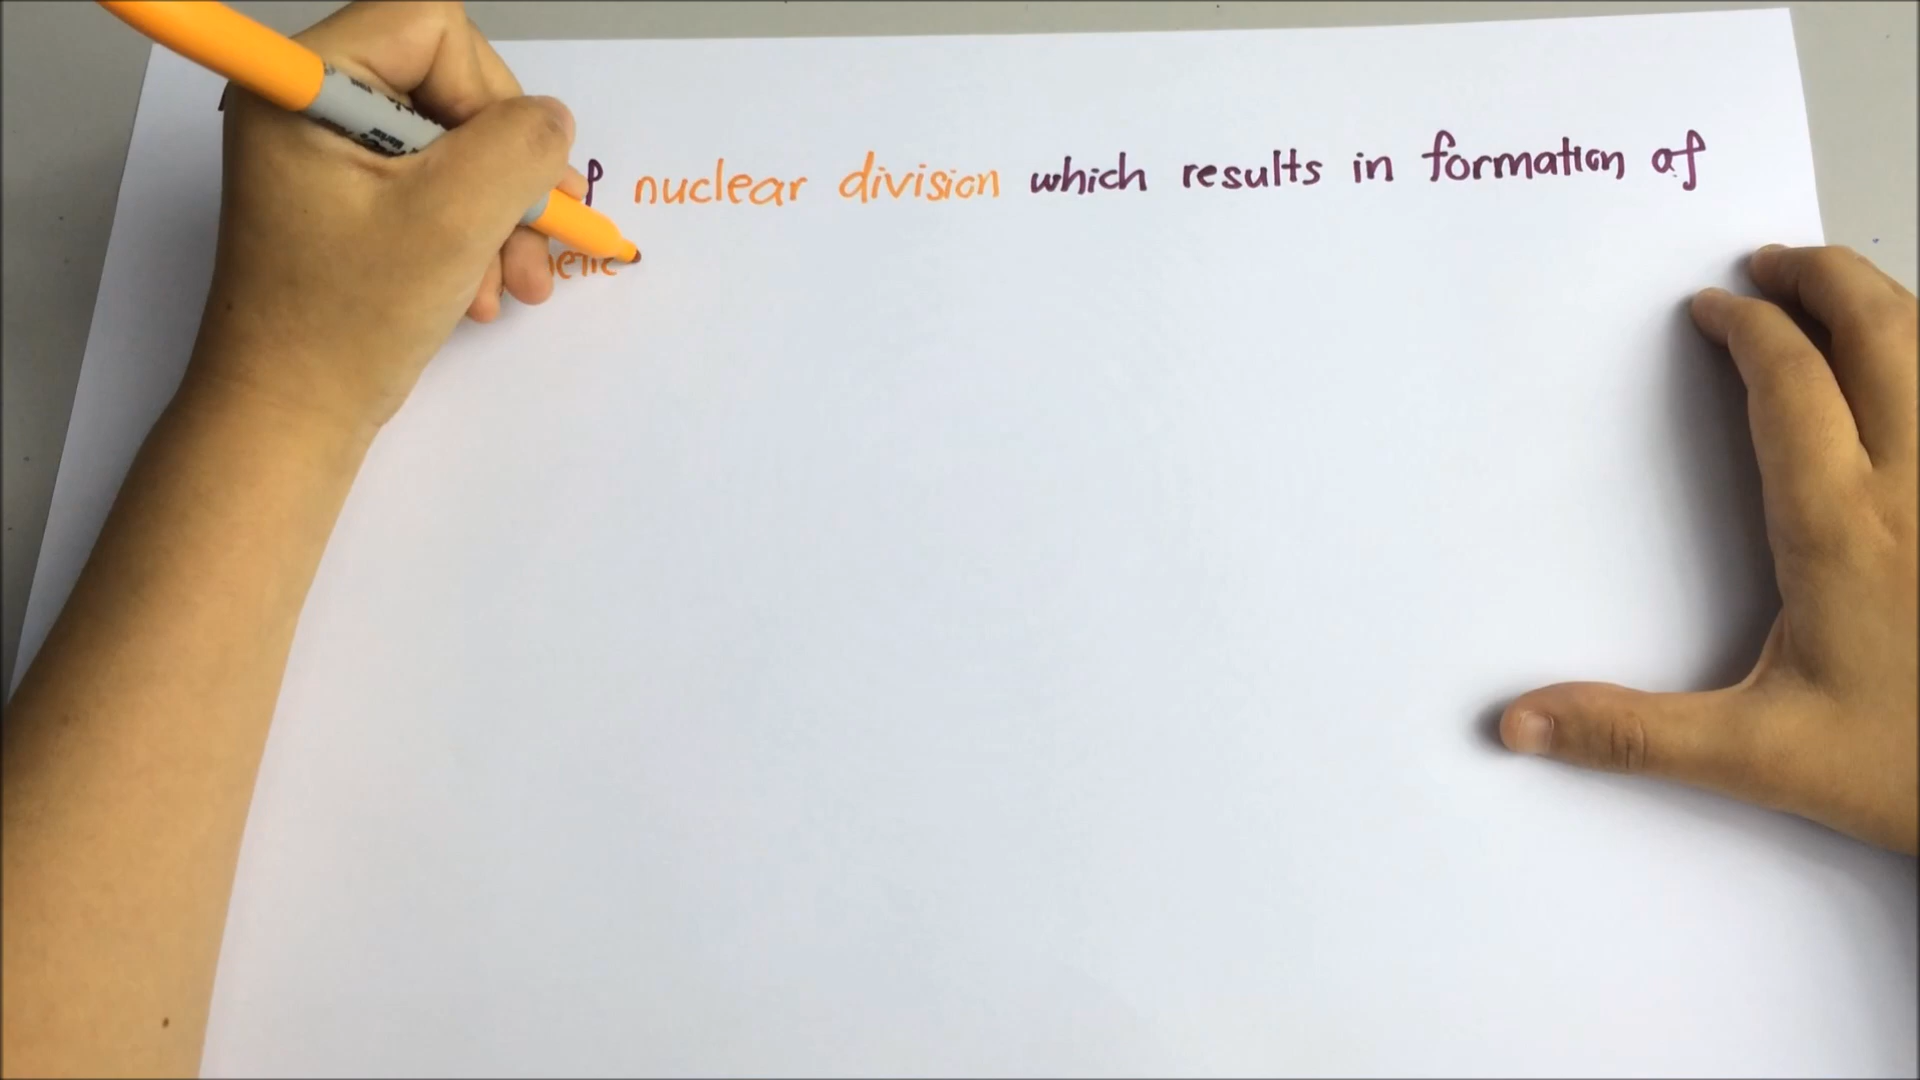 nuclear division which results in formation of